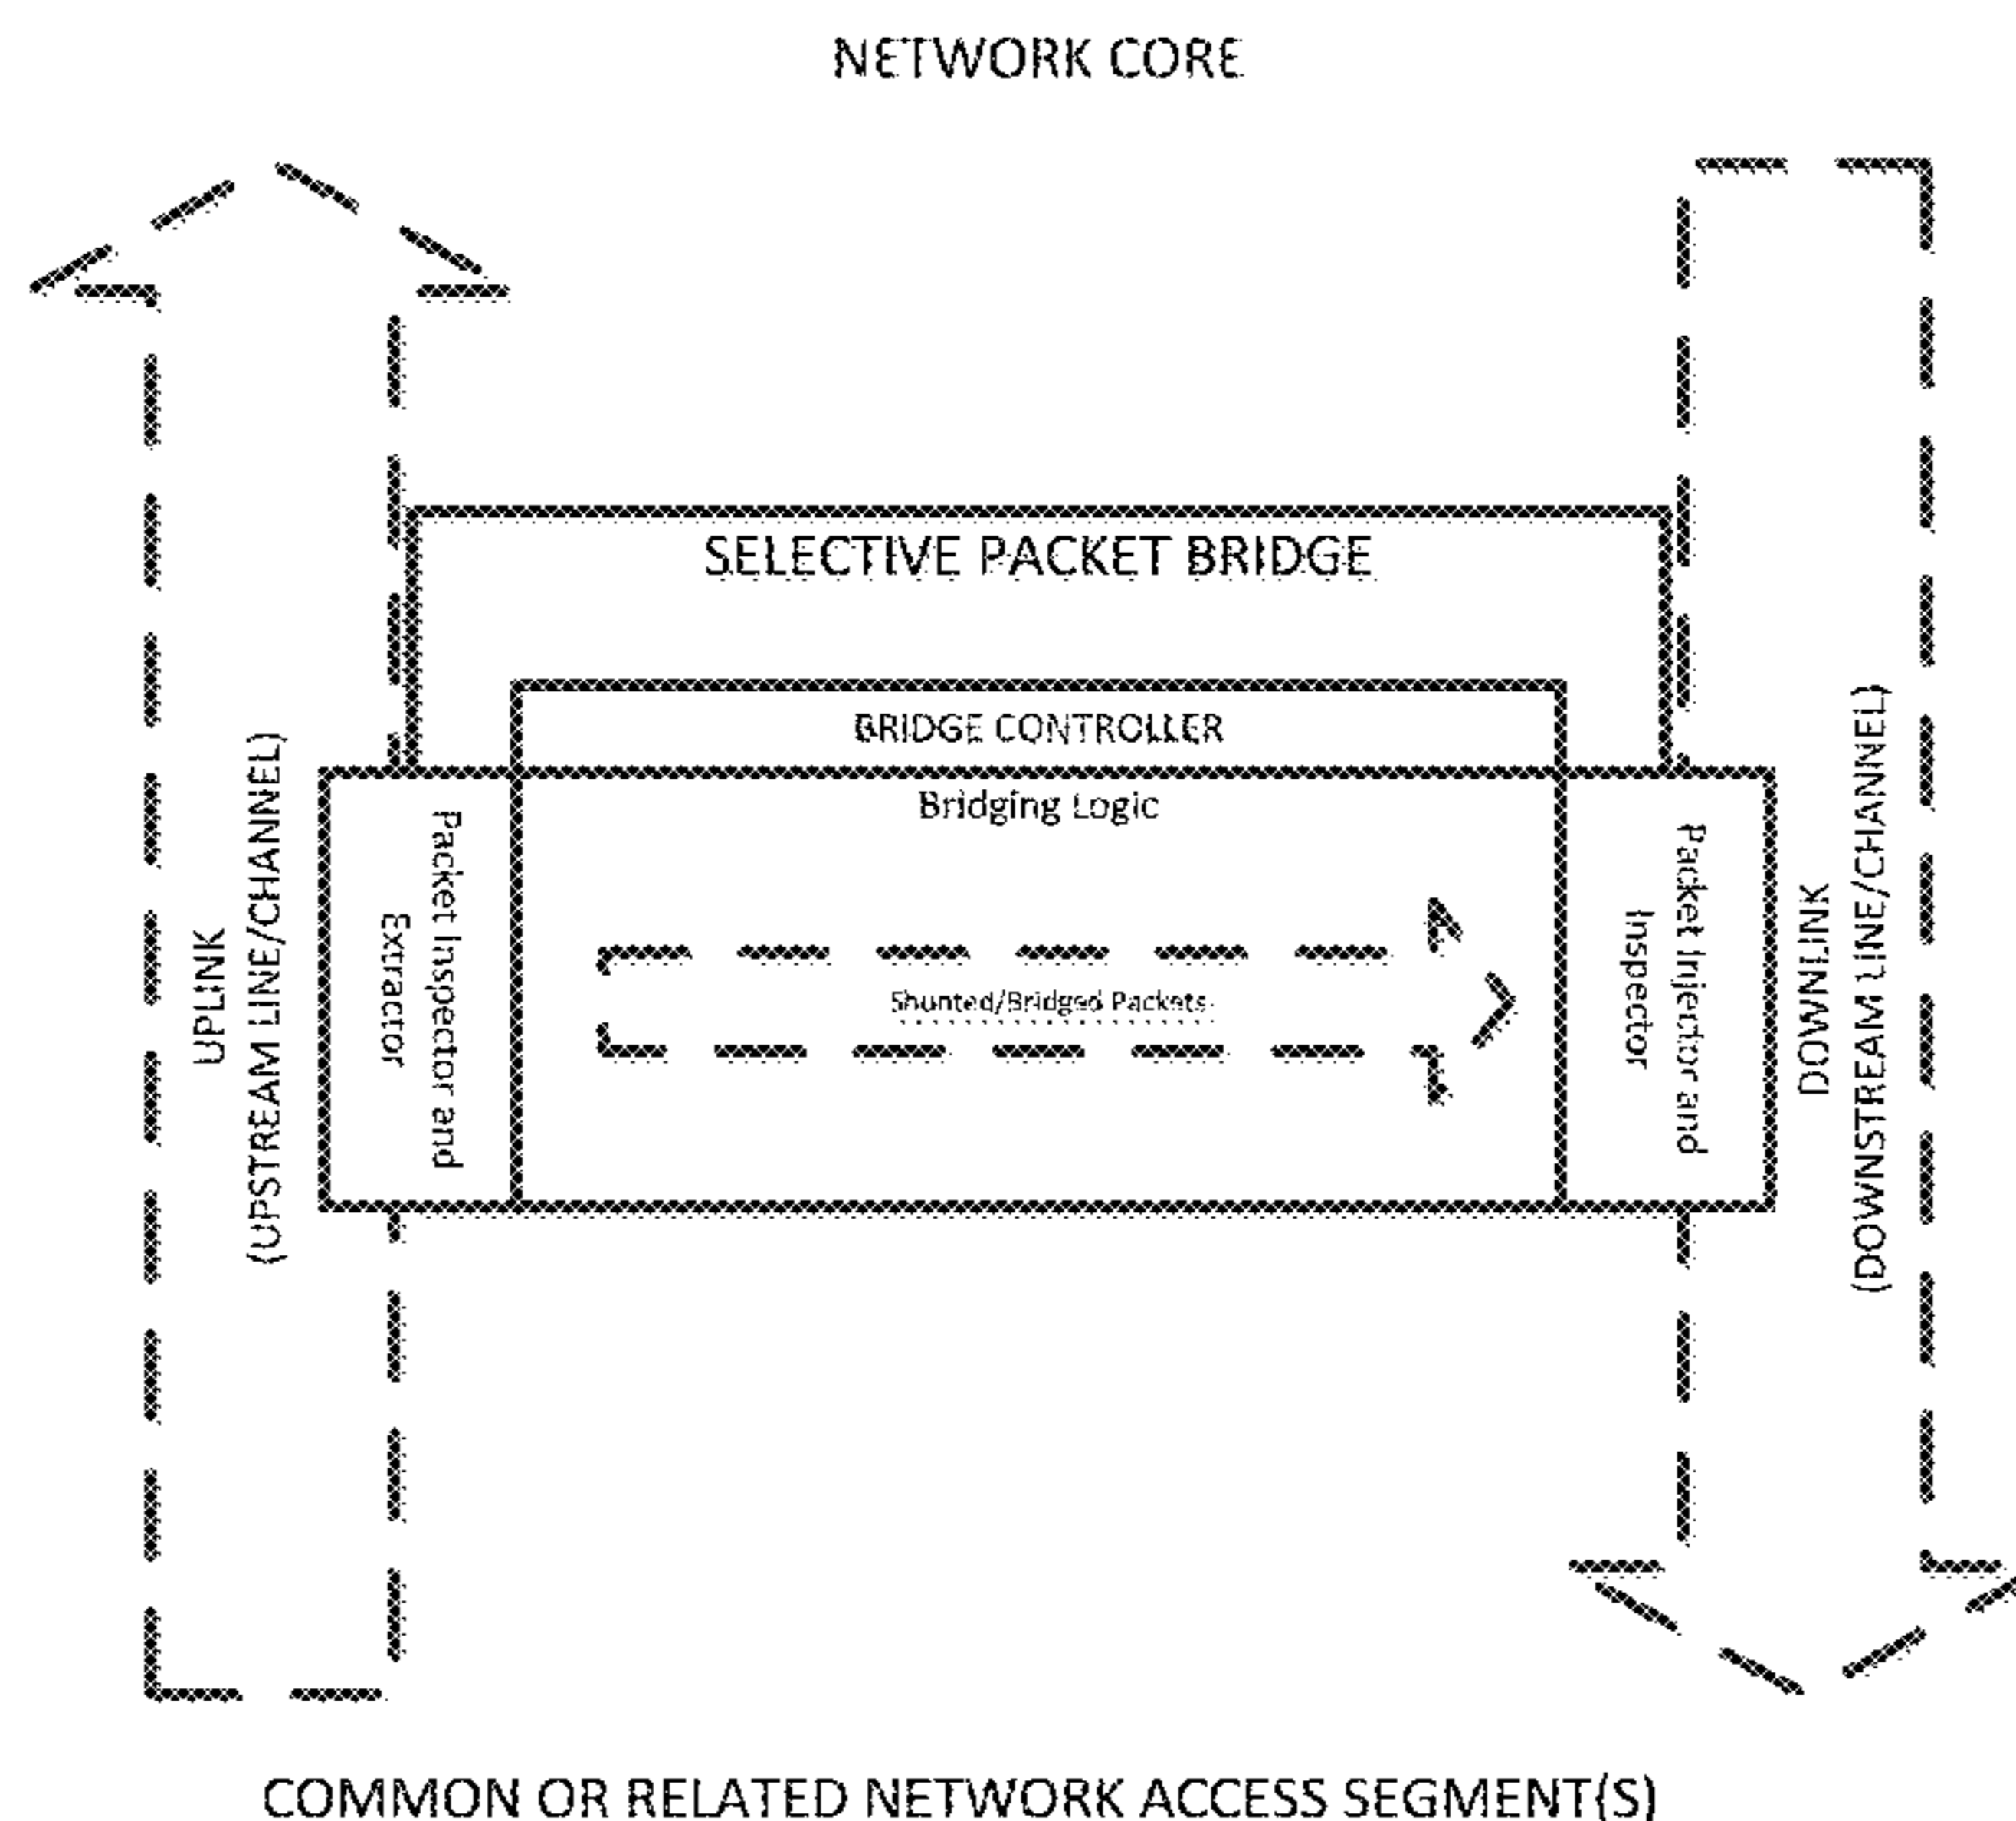 NETWORK CORE
SELECTIVE PACKET BRIDGE
BRIDGE CONTROLLER
Bridging Logic
UPLINK
(UPSTREAM LINE/CHANNEL)
Packet Inspector and
Extractor
Shunted/Bridged Packets
Packet Injector and
Inspector
DOWNLINK
(DOWNSTREAM LINE/CHANNEL)
COMMON OR RELATED NETWORK ACCESS SEGMENT(S)